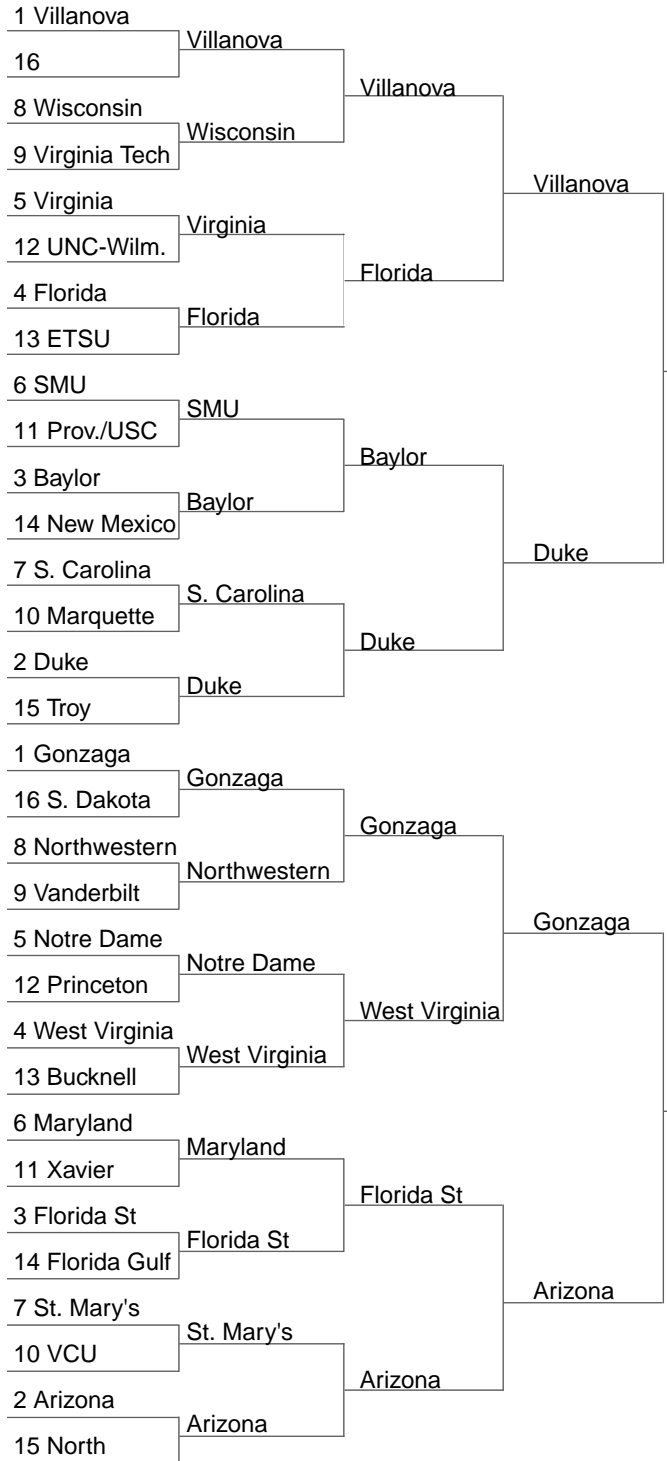 1 Villanova
16
8 Wisconsin
9 Virginia Tech
5 Virginia
12 UNC-Wilm.
4 Florida
13 ETSU
6 SMU
11 Prov./USC
3 Baylor
14 New Mexico
7 S. Carolina
10 Marquette
2 Duke
15 Troy
1 Gonzaga
16 S. Dakota
8 Northwestern
9 Vanderbilt
5 Notre Dame
12 Princeton
4 West Virginia
13 Bucknell
6 Maryland
11 Xavier
3 Florida St
14 Florida Gulf
7 St. Mary's
10 VCU
2 Arizona
15 North
Villanova
Wisconsin
Virginia
Florida
SMU
Baylor
S. Carolina
Duke
Gonzaga
Northwestern
Notre Dame
West Virginia
Maryland
Florida St
St. Mary's
Arizona
Villanova
Florida
Baylor
Duke
Gonzaga
West Virginia
Florida St
Arizona
Villanova
Duke
Gonzaga
Arizona